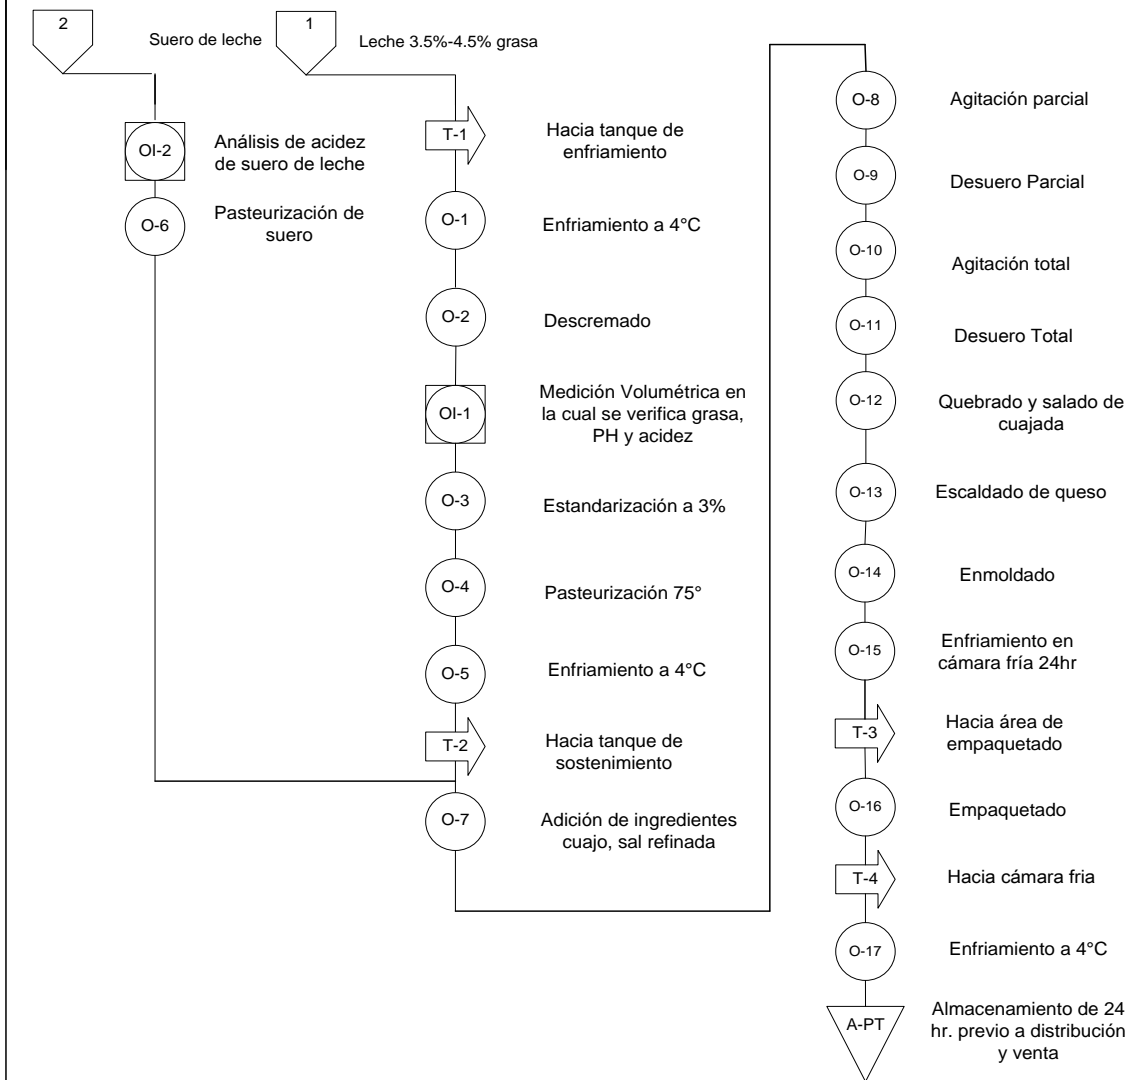 2
Suero de leche
OI-2
Análisis de acidez
de suero de leche
O-6
Pasteurización de
suero
1
Leche 3.5%-4.5% grasa
T-1
Hacia tanque de
enfriamiento
O-1
Enfriamiento a 4°C
O-2
Descremado
OI-1
Medición Volumétrica en
la cual se verifica grasa,
PH y acidez
O-3
Estandarización a 3%
O-4
Pasteurización 75°
O-5
Enfriamiento a 4°C
T-2
Hacia tanque de
sostenimiento
O-7
Adición de ingredientes
cuajo, sal refinada
O-8
Agitación parcial
O-9
Desuero Parcial
O-10
Agitación total
O-11
Desuero Total
O-12
Quebrado y salado de
cuajada
O-13
Escaldado de queso
O-14
Enmoldado
O-15
Enfriamiento en
cámara fría 24hr
T-3
Hacia área de
empaquetado
O-16
Empaquetado
T-4
Hacia cámara fria
O-17
Enfriamiento a 4°C
A-PT
Almacenamiento de 24
hr. previo a distribución
y venta